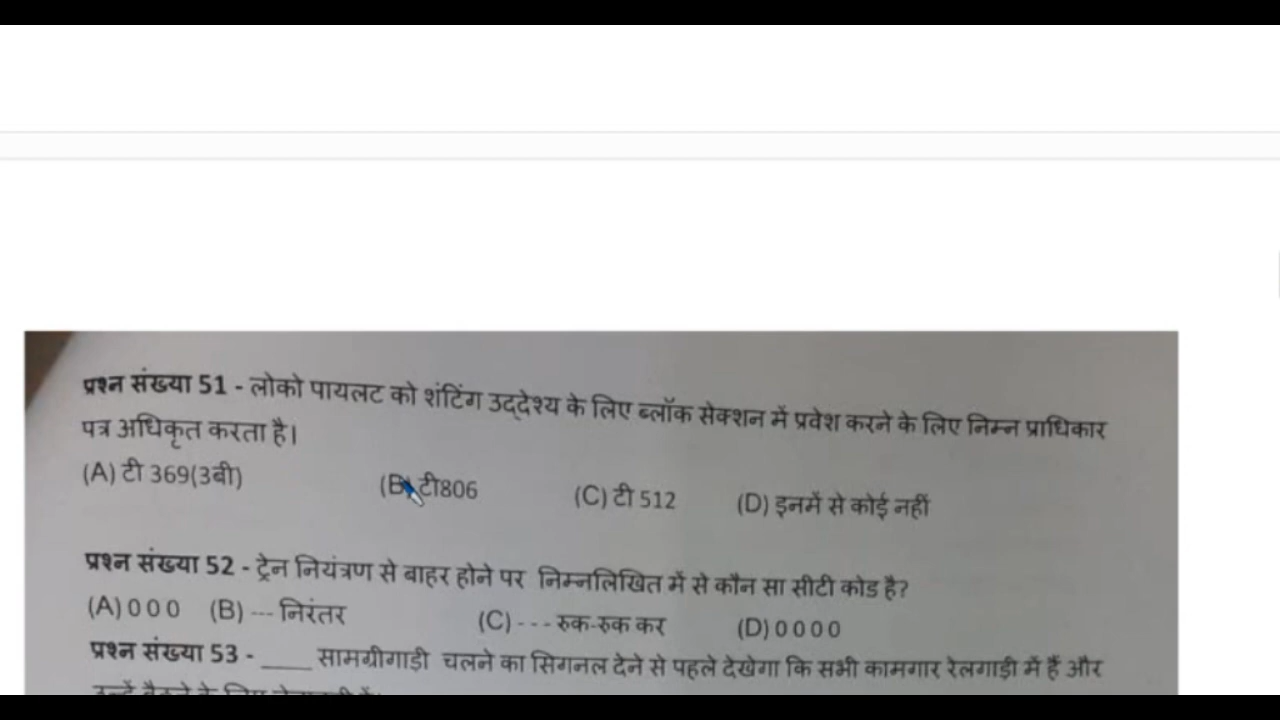 प्रश्न संख्या 51 - लोको पायलट को शंटिंग उद्देश्य के लिए ब्लॉक सेक्शन में प्रवेश करने के लिए निम्न प्राधिकार
पत्र अधिकृत करता है।
(A) टी 369(3बी) (B) टी806 (C) टी 512 (D) इनमें से कोई नहीं
प्रश्न संख्या 52 - ट्रेन नियंत्रण से बाहर होने पर निम्नलिखित में से कौन सा सीटी कोड है?
(A) 0 0 0 (B) --- निरंतर (C) - - - रुक-रुक कर (D) 0 0 0 0
प्रश्न संख्या 53 - ____ सामग्रीगाड़ी चलने का सिगनल देने से पहले देखेगा कि सभी कामगार रेलगाड़ी में हैं और